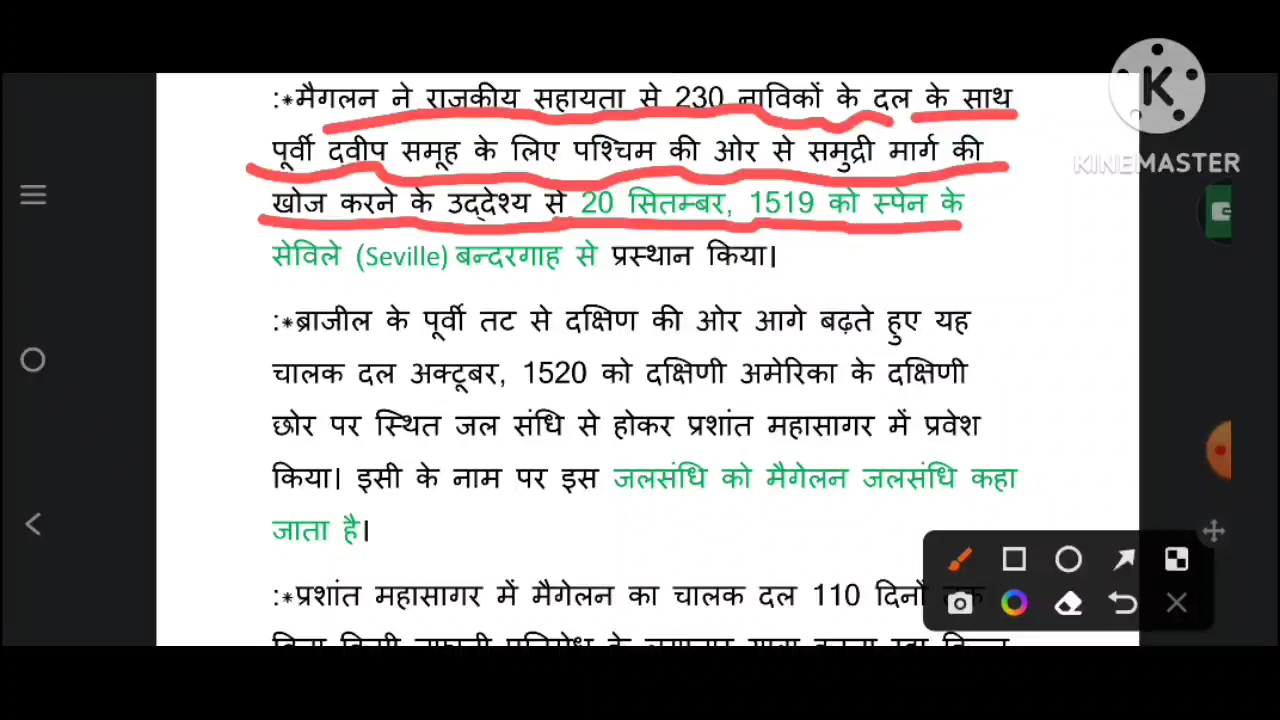 :*मैगलन ने राजकीय सहायता से 230 नाविकों के दल के साथ
पूर्वी द्वीप समूह के लिए पश्चिम की ओर से समुद्री मार्ग की
खोज करने के उद्देश्य से 20 सितम्बर, 1519 को स्पेन के
सेविले (Seville) बन्दरगाह से प्रस्थान किया।
:*ब्राजील के पूर्वी तट से दक्षिण की ओर आगे बढ़ते हुए यह
चालक दल अक्टूबर, 1520 को दक्षिणी अमेरिका के दक्षिणी
छोर पर स्थित जल संधि से होकर प्रशांत महासागर में प्रवेश
किया। इसी के नाम पर इस जलसंधि को मैगेलन जलसंधि कहा
जाता है।
:*प्रशांत महासागर में मैगेलन का चालक दल 110 दिनों तक
K
KINEMASTER